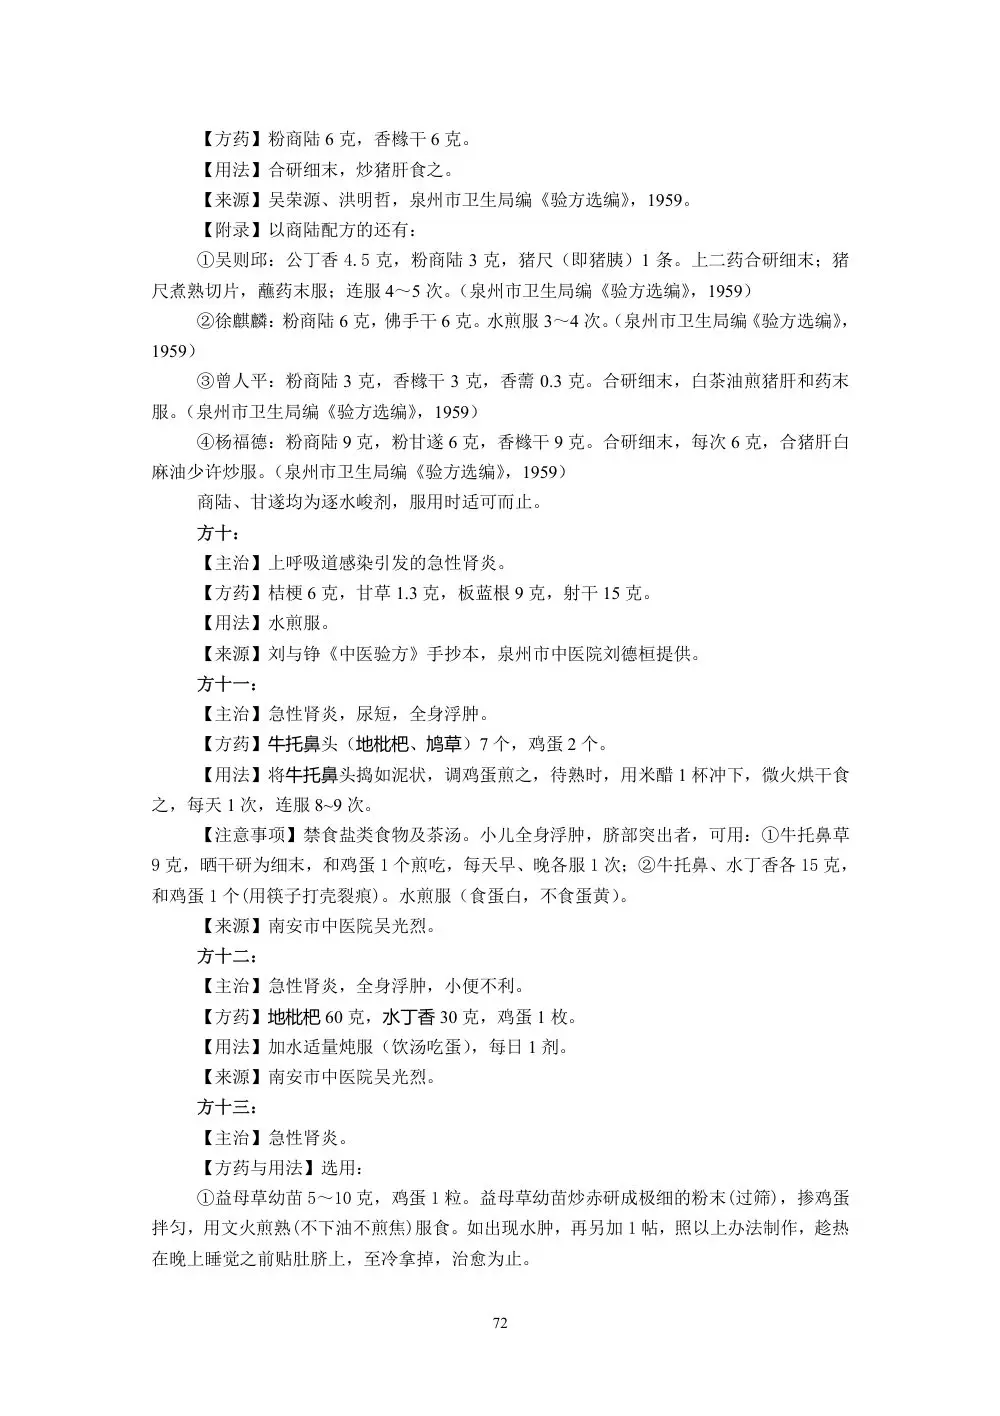 【方药】粉商陆 6 克，香橼干 6 克。
【用法】合研细末，炒猪肝食之。
【来源】吴荣源、洪明哲，泉州市卫生局编《验方选编》，1959。
【附录】以商陆配方的还有：
①吴则邱：公丁香 4.5 克，粉商陆 3 克，猪尺（即猪胰）1 条。上二药合研细末；猪
尺煮熟切片，蘸药末服；连服 4～5 次。（泉州市卫生局编《验方选编》，1959）
②徐麒麟：粉商陆 6 克，佛手干 6 克。水煎服 3～4 次。（泉州市卫生局编《验方选编》，
1959）
③曾人平：粉商陆 3 克，香橼干 3 克，香薷 0.3 克。合研细末，白茶油煎猪肝和药末
服。（泉州市卫生局编《验方选编》，1959）
④杨福德：粉商陆 9 克，粉甘遂 6 克，香橼干 9 克。合研细末，每次 6 克，合猪肝白
麻油少许炒服。（泉州市卫生局编《验方选编》，1959）
商陆、甘遂均为逐水峻剂，服用时适可而止。
方十：
【主治】上呼吸道感染引发的急性肾炎。
【方药】桔梗 6 克，甘草 1.3 克，板蓝根 9 克，射干 15 克。
【用法】水煎服。
【来源】刘与铮《中医验方》手抄本，泉州市中医院刘德桓提供。
方十一：
【主治】急性肾炎，尿短，全身浮肿。
【方药】牛托鼻头（地枇杷、鸠草）7 个，鸡蛋 2 个。
【用法】将牛托鼻头捣如泥状，调鸡蛋煎之，待熟时，用米醋 1 杯冲下，微火烘干食
之，每天 1 次，连服 8~9 次。
【注意事项】禁食盐类食物及茶汤。小儿全身浮肿，脐部突出者，可用：①牛托鼻草
9 克，晒干研为细末，和鸡蛋 1 个煎吃，每天早、晚各服 1 次；②牛托鼻、水丁香各 15 克，
和鸡蛋 1 个(用筷子打壳裂痕)。水煎服（食蛋白，不食蛋黄）。
【来源】南安市中医院吴光烈。
方十二：
【主治】急性肾炎，全身浮肿，小便不利。
【方药】地枇杷 60 克，水丁香 30 克，鸡蛋 1 枚。
【用法】加水适量炖服（饮汤吃蛋），每日 1 剂。
【来源】南安市中医院吴光烈。
方十三：
【主治】急性肾炎。
【方药与用法】选用：
①益母草幼苗 5～10 克，鸡蛋 1 粒。益母草幼苗炒赤研成极细的粉末(过筛)，掺鸡蛋
拌匀，用文火煎熟(不下油不煎焦)服食。如出现水肿，再另加 1 帖，照以上办法制作，趁热
在晚上睡觉之前贴肚脐上，至冷拿掉，治愈为止。
72